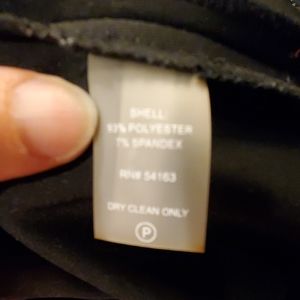 SHELL:
93% POLYESTER
7% SPANDEX
RN# 54163
DRY CLEAN ONLY
P